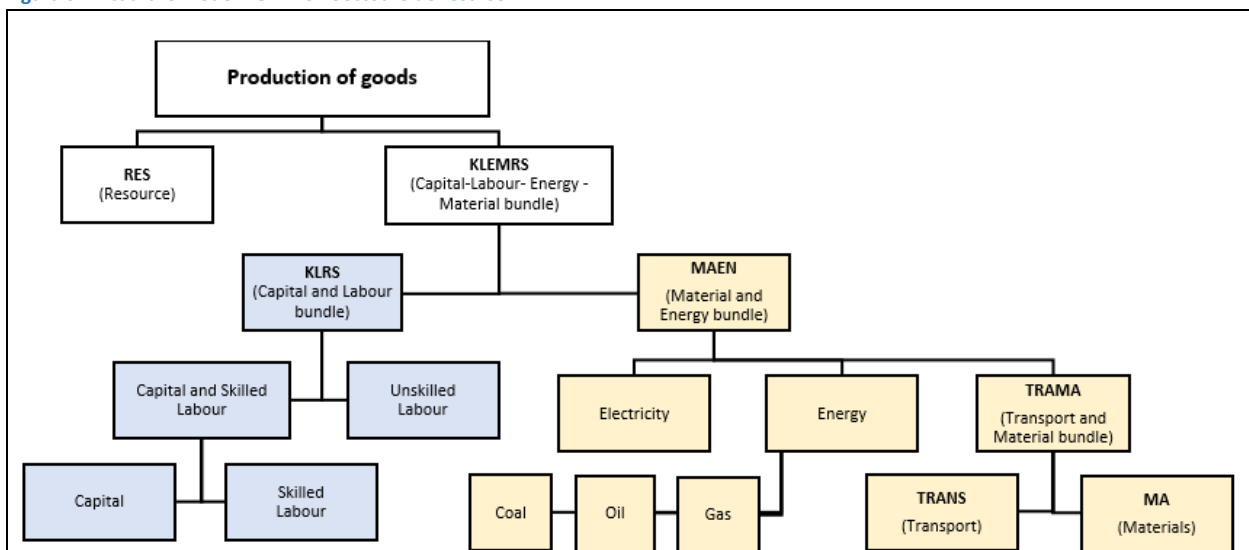 Production of goods
RES
(Resource)
KLEMRS
(Capital-Labour- Energy -
Material bundle)
KLRS
(Capital and Labour
bundle)
MAEN
(Material and
Energy bundle)
Capital and Skilled
Labour
Unskilled
Labour
Electricity
Energy
TRAMA
(Transport and
Material bundle)
Capital
Skilled
Labour
Coal
Oil
Gas
TRANS
(Transport)
MA
(Materials)